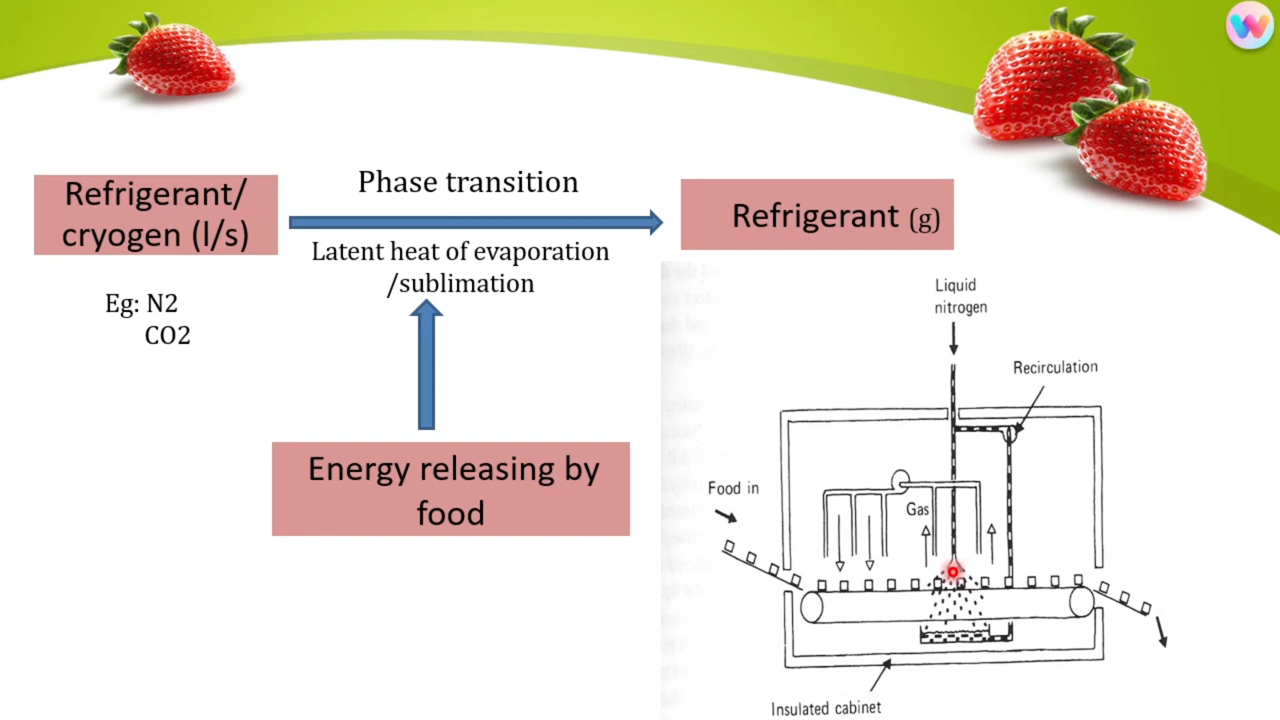 Refrigerant/
cryogen (l/s)
Phase transition
Latent heat of evaporation
/sublimation
Refrigerant (g)
Eg: N2
CO2
Energy releasing by
food
Liquid
nitrogen
Recirculation
Food in
Gas
Insulated cabinet